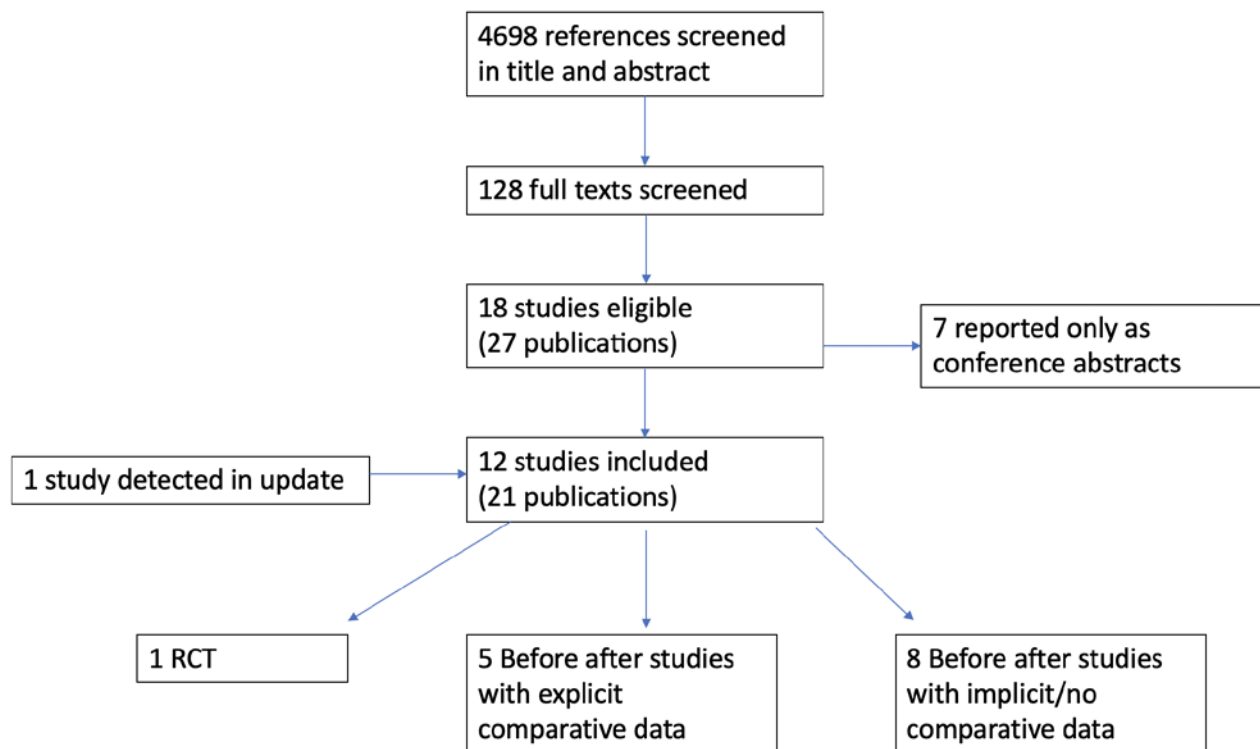 4698 references screened
in title and abstract
128 full texts screened
18 studies eligible
(27 publications)
7 reported only as
conference abstracts
1 study detected in update
12 studies included
(21 publications)
1 RCT
5 Before after studies
with explicit
comparative data
8 Before after studies
with implicit/no
comparative data